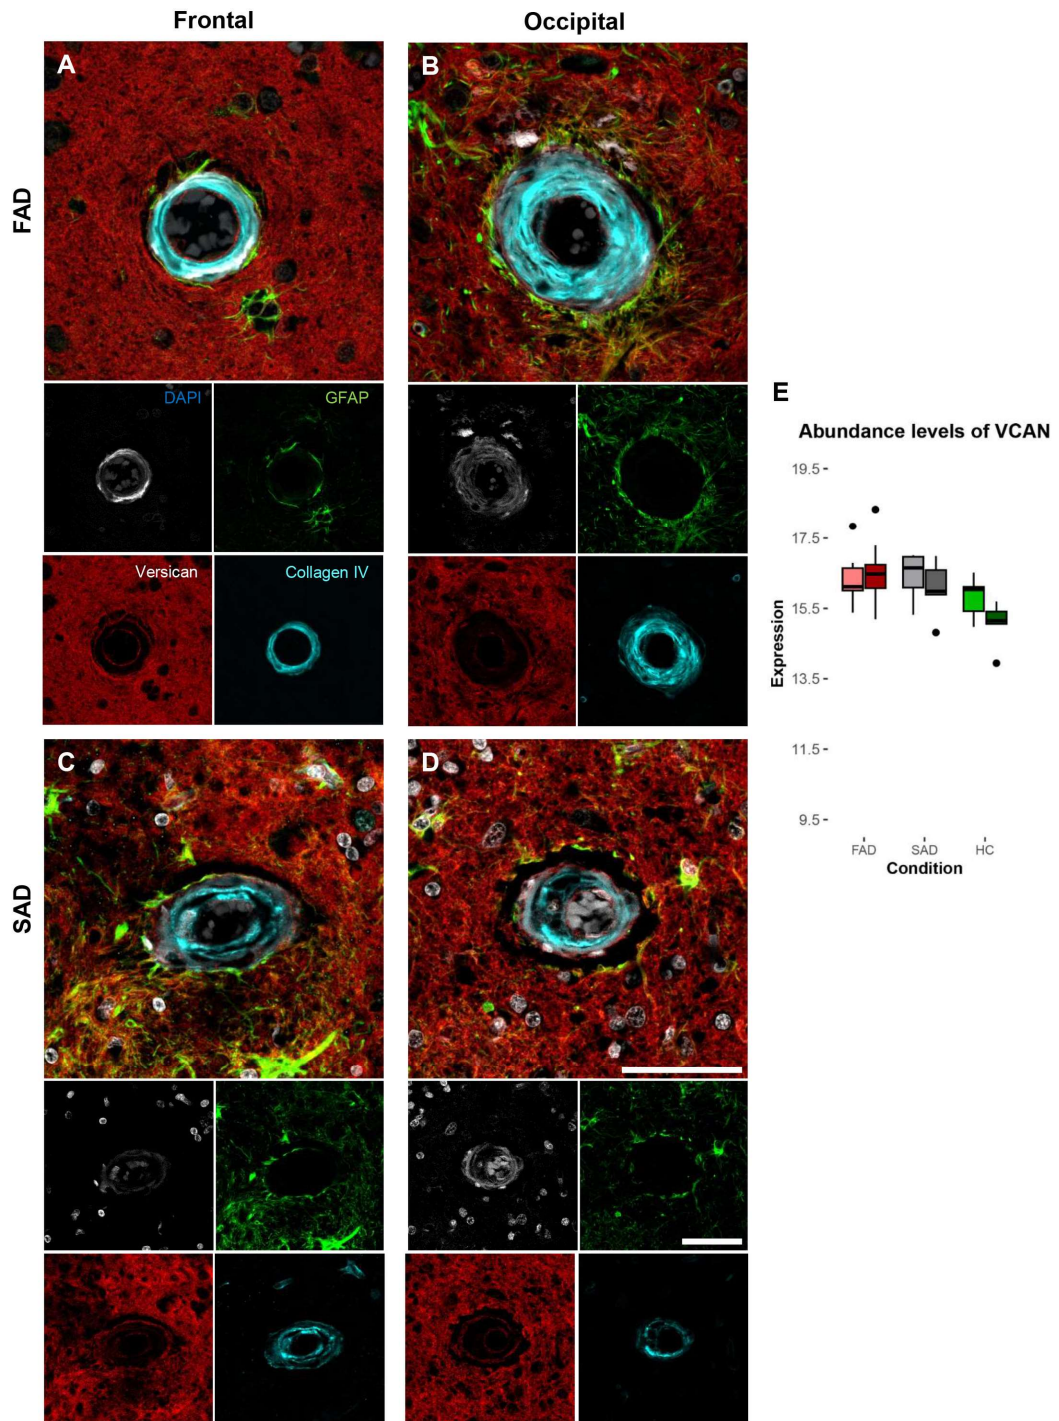 Frontal
Occipital
FAD
A
B
DAPI
GFAP
Versican
Collagen IV
SAD
C
D
E
Abundance levels of VCAN
Expression
19.5
17.5
15.5
13.5
11.5
9.5
FAD
SAD
HC
Condition